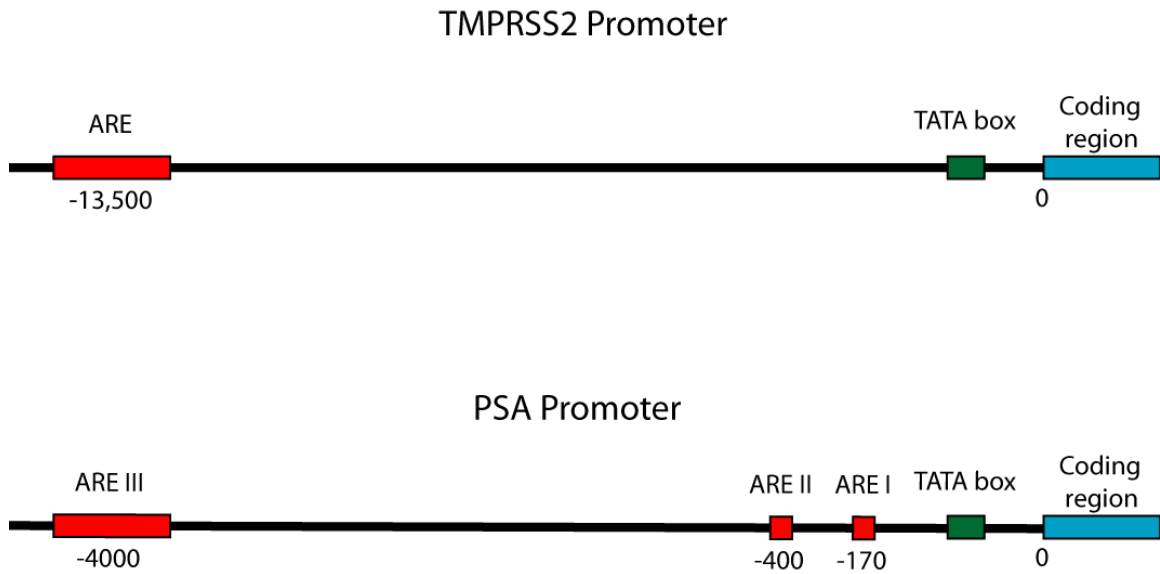 TMPRSS2 Promoter
ARE
TATA box
Coding
region
-13,500
0
PSA Promoter
ARE III
ARE II
ARE I
TATA box
Coding
region
-4000
-400
-170
0